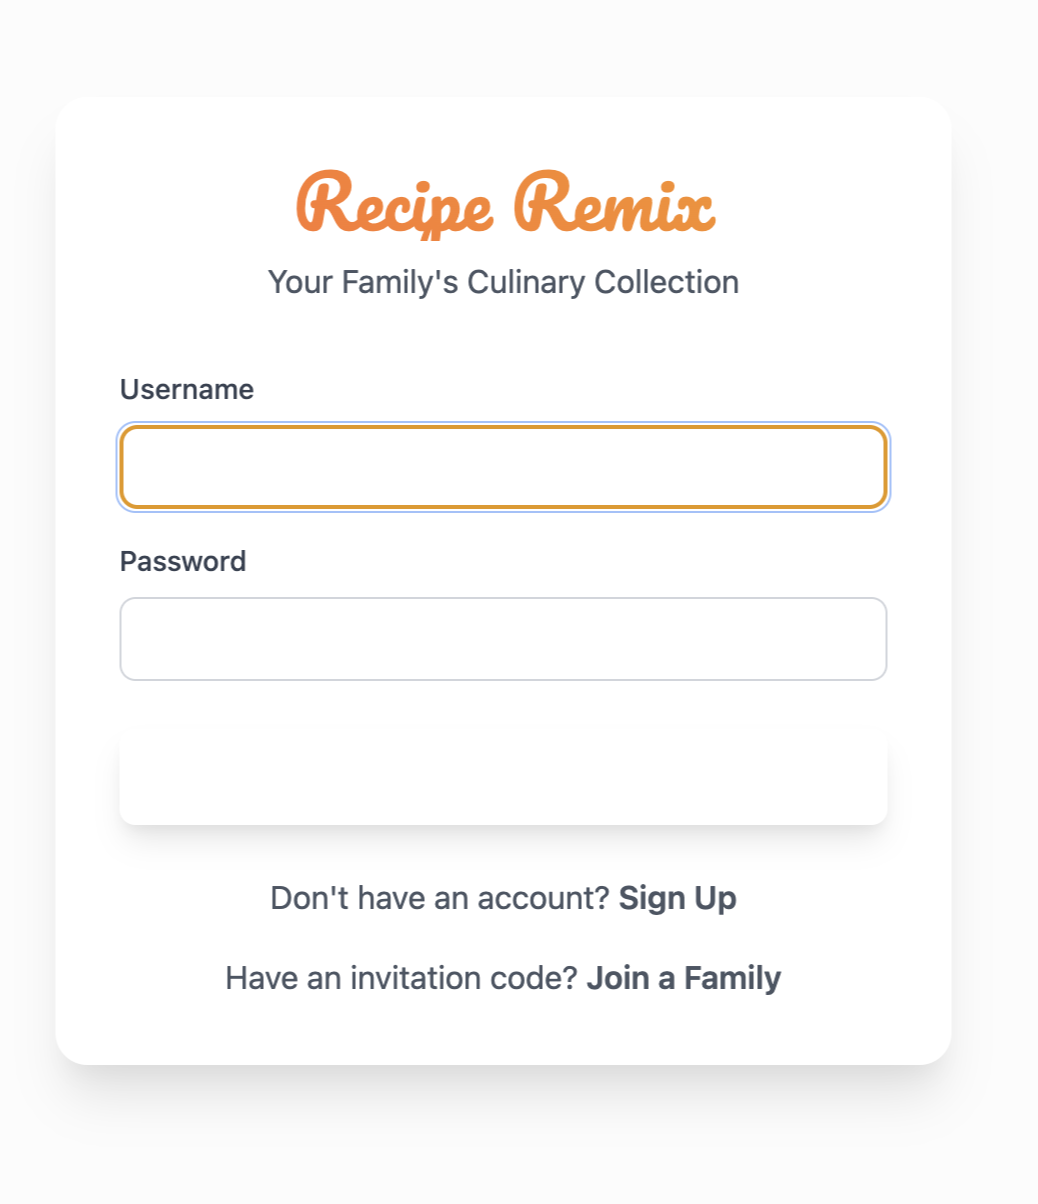 Recipe Remix
Your Family's Culinary Collection
Username
Password
Don't have an account? Sign Up
Have an invitation code? Join a Family